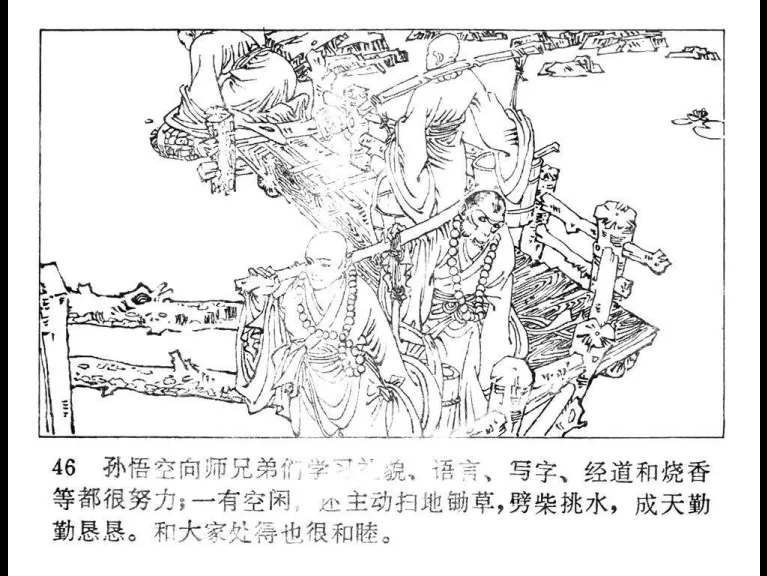 46 孙悟空向师兄弟们学习礼貌、语言、写字、经道和烧香
等都很努力;一有空闲,还主动扫地锄草,劈柴挑水，成天勤
勤恳恳。和大家处得也很和睦。